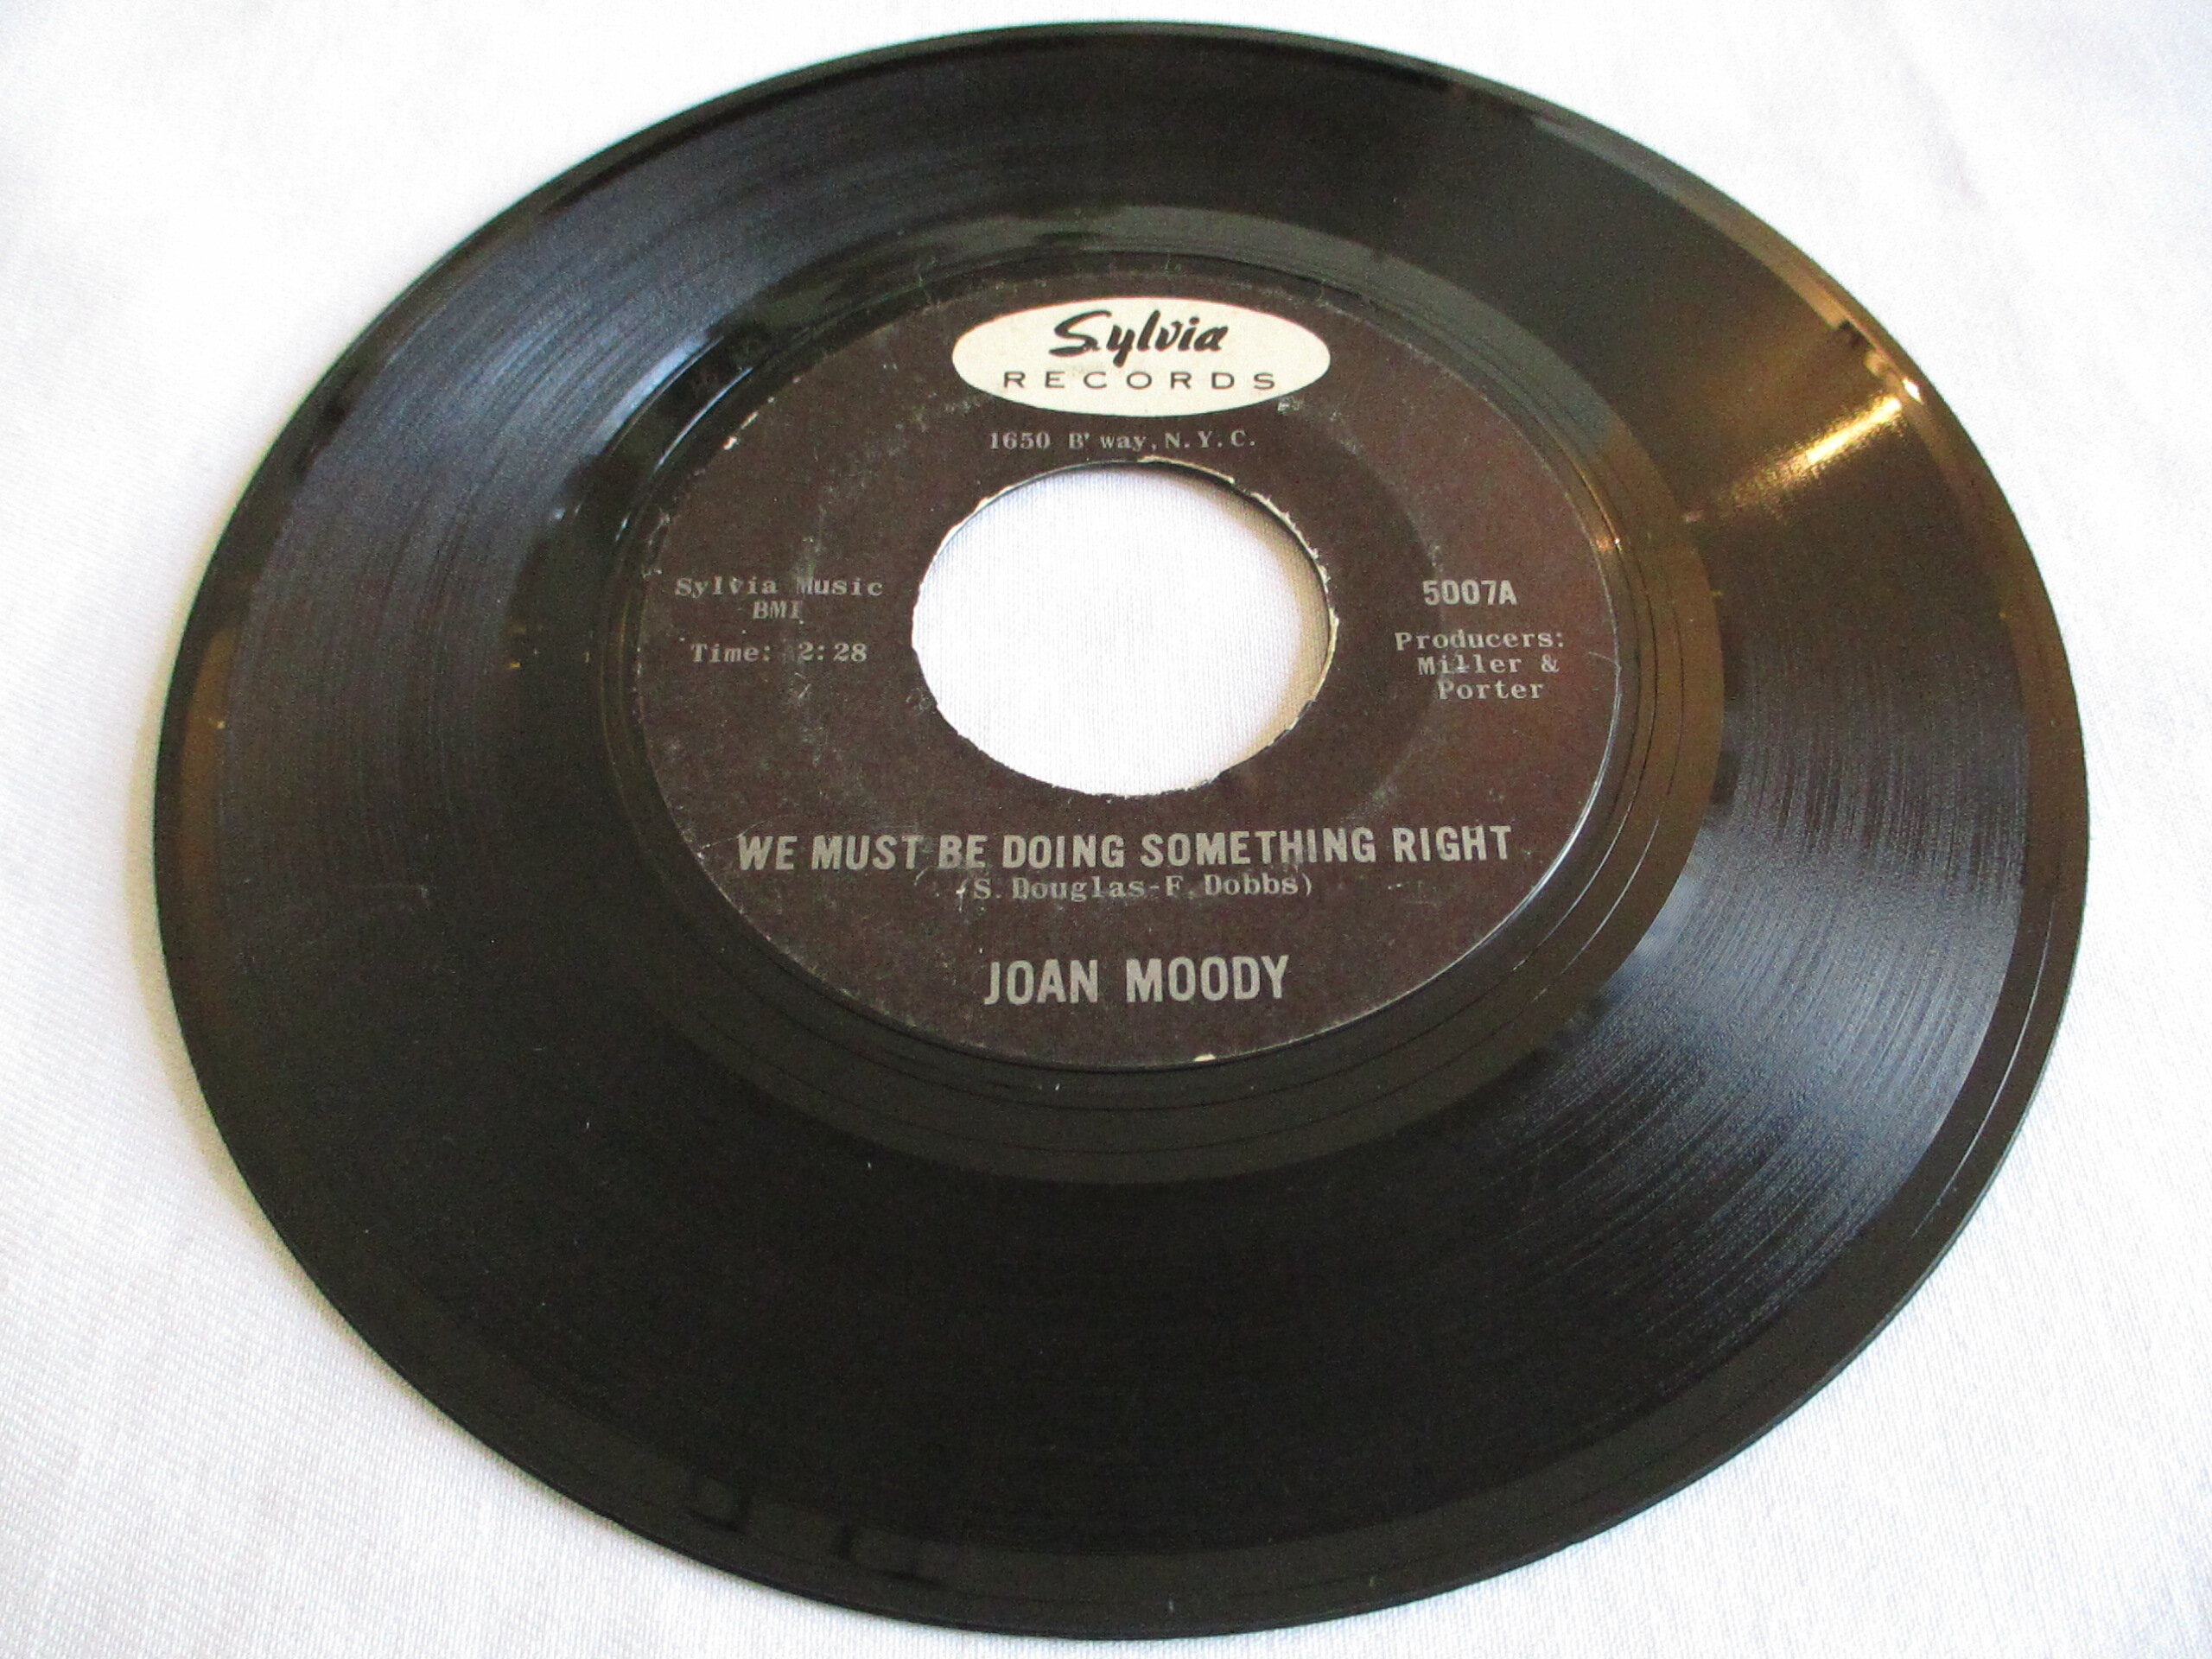 Sylvia
RECORDS
1650 B'way, N.Y.C.
Sylvia Music
BMI
Time: 2:28
5007A
Producers:
Miller &
Porter
WE MUST BE DOING SOMETHING RIGHT
(S. Douglas-F. Dobbs)
JOAN MOODY